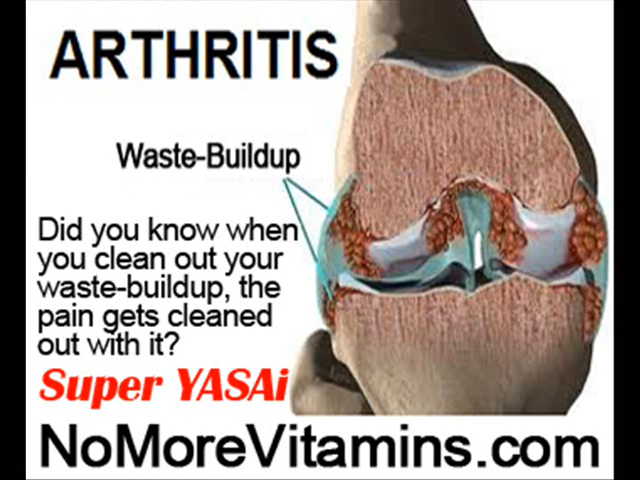 ARTHRITIS
Waste-Buildup
Did you know when
you clean out your
waste-buildup, the
pain gets cleaned
out with it?
Super YASAi
NoMoreVitamins.com